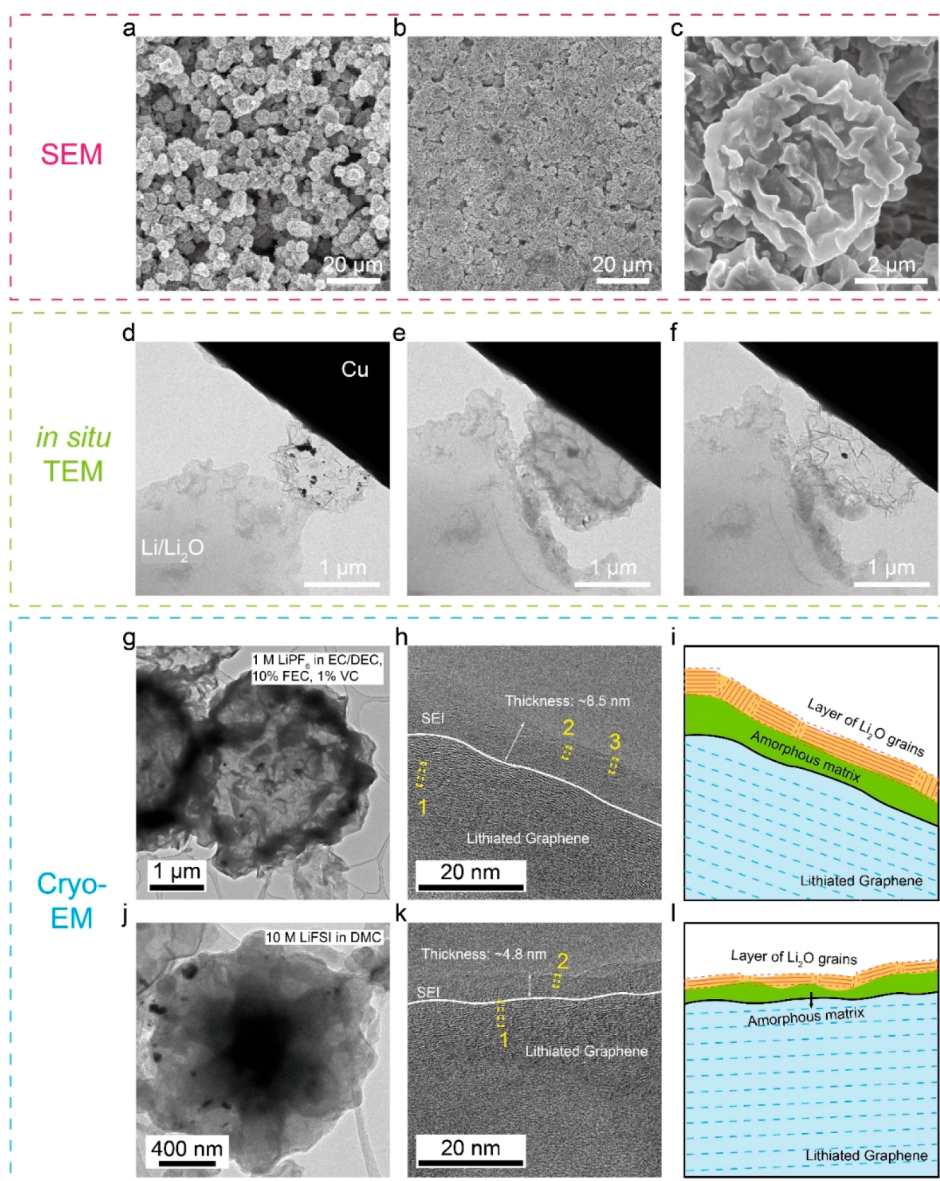 a
b
c
SEM
20 μm
20 μm
2 μm
d
e
f
Cu
in situ
TEM
Li/Li₂O
1 μm
1 μm
1 μm
g
h
i
1 M LiPF₆ in EC/DEC,
10% FEC, 1% VC
Thickness: ~8.5 nm
SEI
2
3
1
Lithiated Graphene
1 μm
20 nm
Layer of Li₂O grains
Amorphous matrix
Lithiated Graphene
Cryo-
EM
j
k
l
10 M LiFSI in DMC
Thickness: ~4.8 nm
2
SEI
1
Lithiated Graphene
400 nm
20 nm
Layer of Li₂O grains
Amorphous matrix
Lithiated Graphene